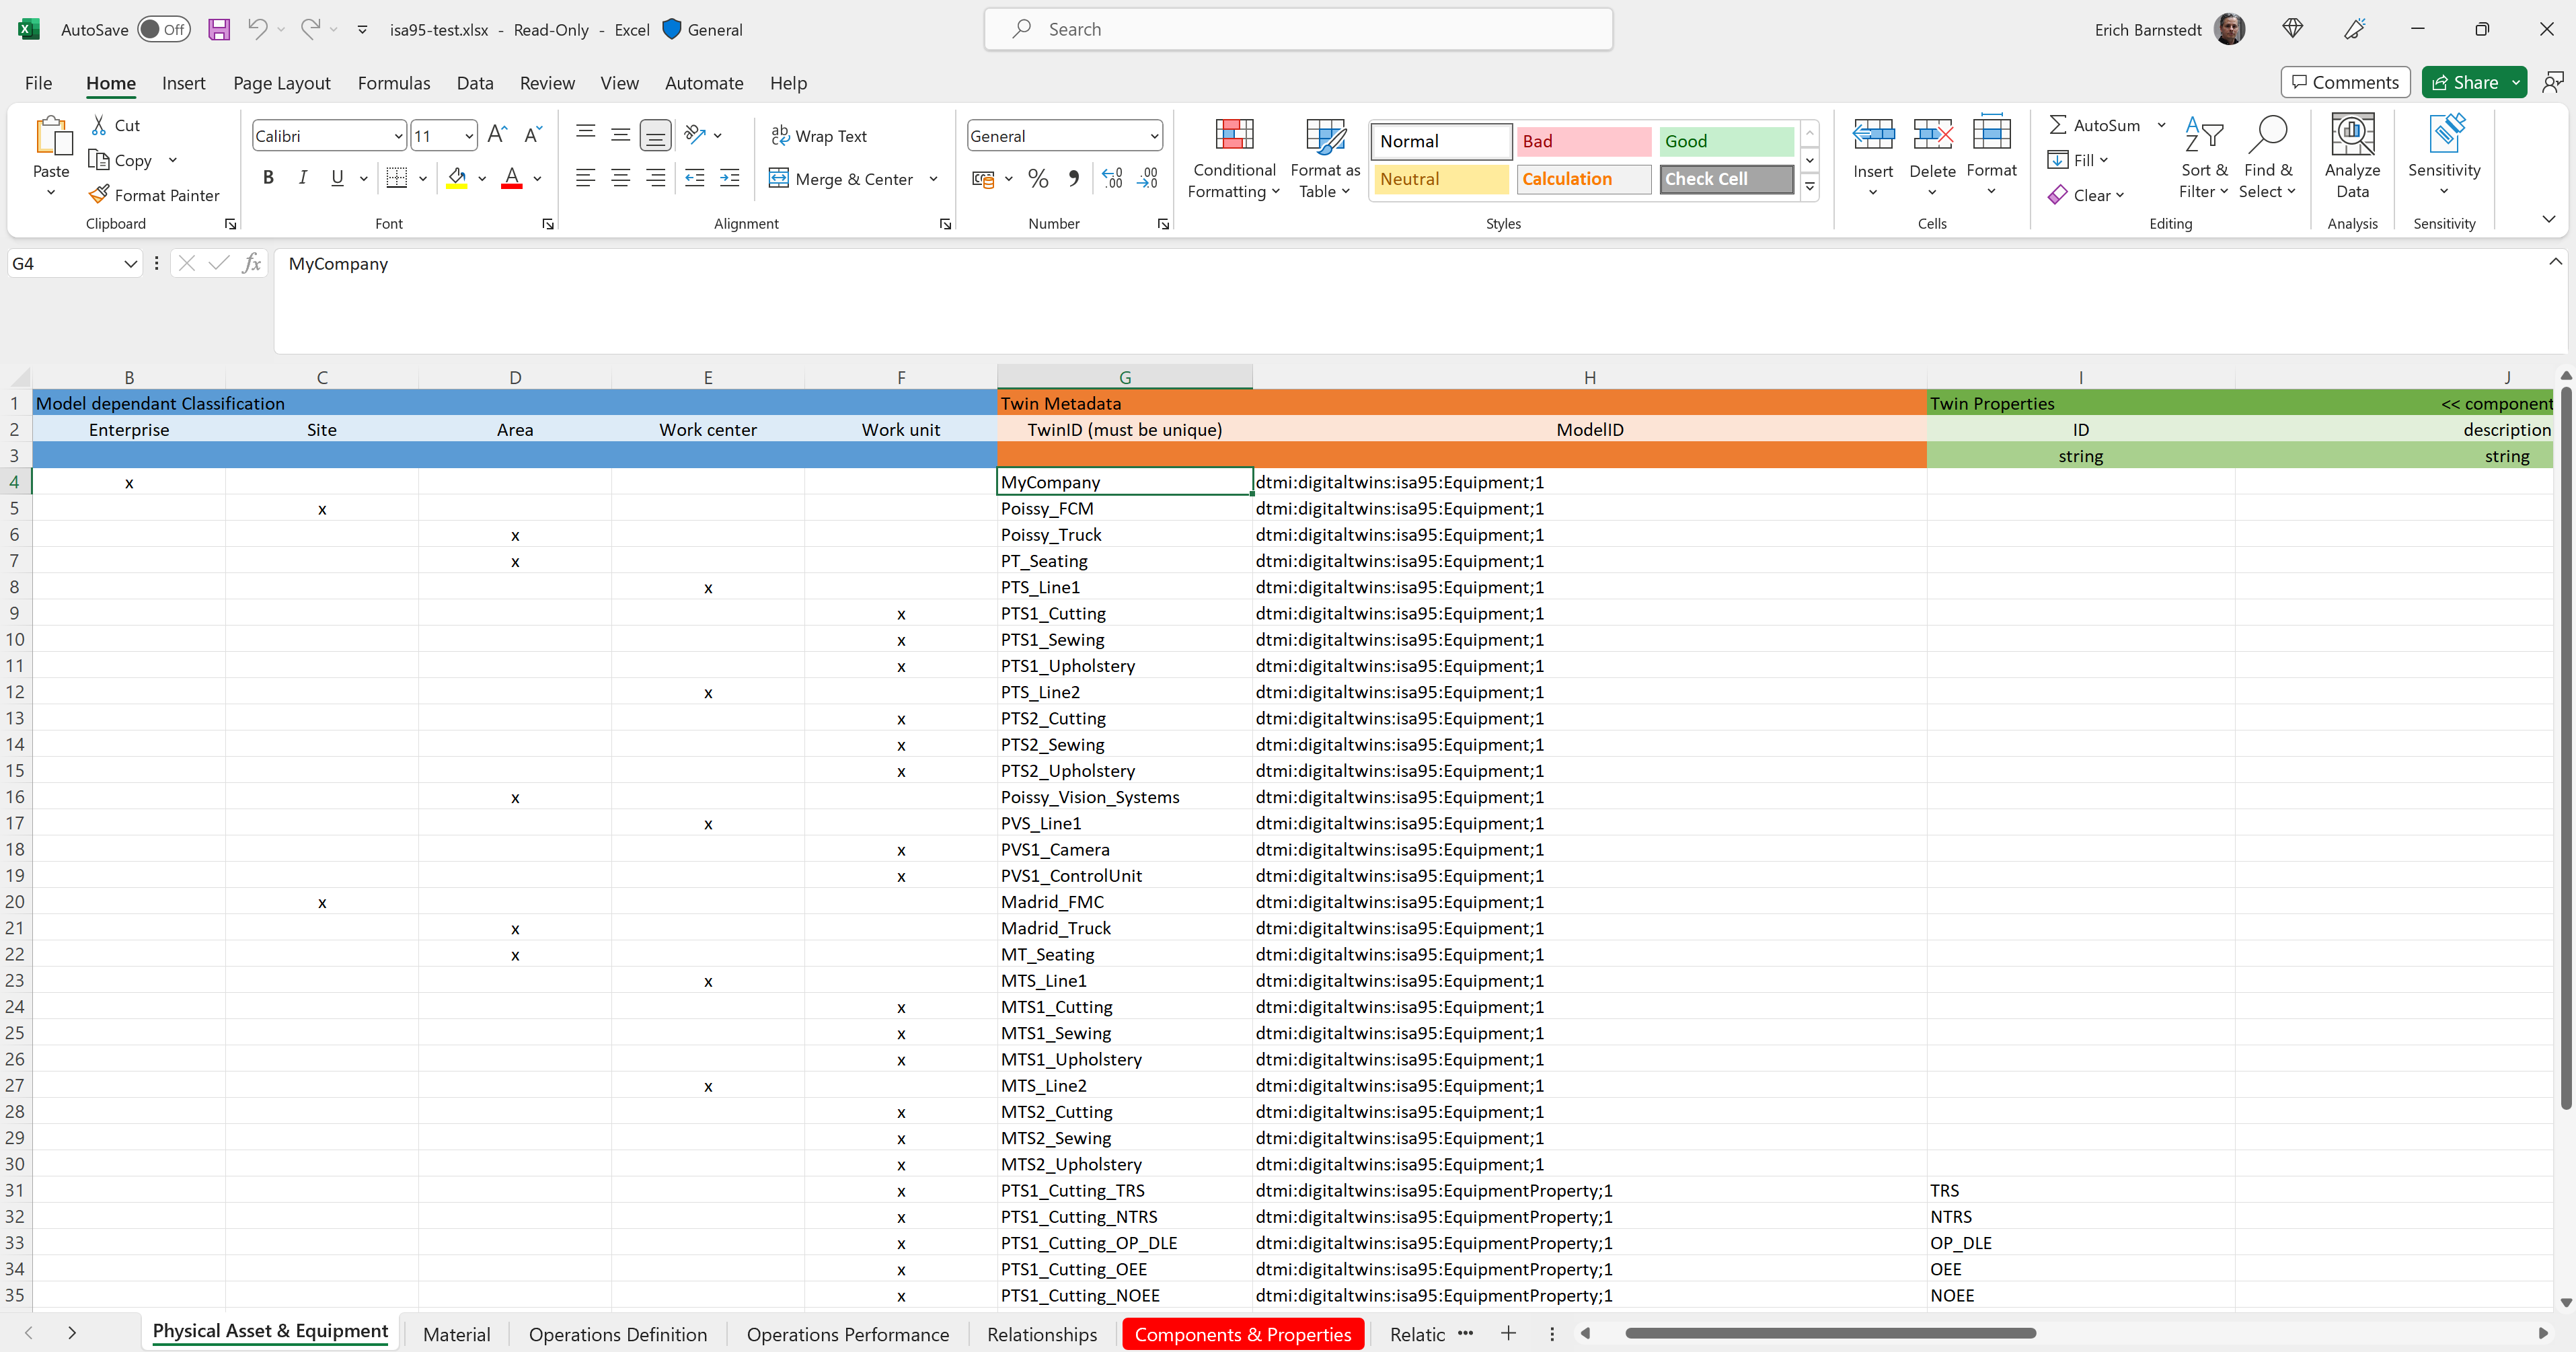 AutoSave Off isa95-test.xlsx - Read-Only - Excel General Search Erich Barnstedt
File Home Insert Page Layout Formulas Data Review View Automate Help Comments Share
Paste Cut Copy Format Painter Clipboard
Calibri 11 B I U A Font
Wrap Text Merge & Center Alignment
General % Number
Conditional Formatting Format as Table Normal Bad Good Neutral Calculation Check Cell Styles
Insert Delete Format Cells
AutoSum Fill Clear Sort & Filter Find & Select Editing
Analyze Data Analysis
Sensitivity Sensitivity
G4 fx MyCompany
B C D E F G H I J
1 Model dependant Classification Twin Metadata Twin Properties << component
2 Enterprise Site Area Work center Work unit TwinID (must be unique) ModelID ID description
3 string string
4 x MyCompany dtmi:digitaltwins:isa95:Equipment;1
5 x Poissy_FCM dtmi:digitaltwins:isa95:Equipment;1
6 x Poissy_Truck dtmi:digitaltwins:isa95:Equipment;1
7 x PT_Seating dtmi:digitaltwins:isa95:Equipment;1
8 x PTS_Line1 dtmi:digitaltwins:isa95:Equipment;1
9 x PTS1_Cutting dtmi:digitaltwins:isa95:Equipment;1
10 x PTS1_Sewing dtmi:digitaltwins:isa95:Equipment;1
11 x PTS1_Upholstery dtmi:digitaltwins:isa95:Equipment;1
12 x PTS_Line2 dtmi:digitaltwins:isa95:Equipment;1
13 x PTS2_Cutting dtmi:digitaltwins:isa95:Equipment;1
14 x PTS2_Sewing dtmi:digitaltwins:isa95:Equipment;1
15 x PTS2_Upholstery dtmi:digitaltwins:isa95:Equipment;1
16 x Poissy_Vision_Systems dtmi:digitaltwins:isa95:Equipment;1
17 x PVS_Line1 dtmi:digitaltwins:isa95:Equipment;1
18 x PVS1_Camera dtmi:digitaltwins:isa95:Equipment;1
19 x PVS1_ControlUnit dtmi:digitaltwins:isa95:Equipment;1
20 x Madrid_FMC dtmi:digitaltwins:isa95:Equipment;1
21 x Madrid_Truck dtmi:digitaltwins:isa95:Equipment;1
22 x MT_Seating dtmi:digitaltwins:isa95:Equipment;1
23 x MTS_Line1 dtmi:digitaltwins:isa95:Equipment;1
24 x MTS1_Cutting dtmi:digitaltwins:isa95:Equipment;1
25 x MTS1_Sewing dtmi:digitaltwins:isa95:Equipment;1
26 x MTS1_Upholstery dtmi:digitaltwins:isa95:Equipment;1
27 x MTS_Line2 dtmi:digitaltwins:isa95:Equipment;1
28 x MTS2_Cutting dtmi:digitaltwins:isa95:Equipment;1
29 x MTS2_Sewing dtmi:digitaltwins:isa95:Equipment;1
30 x MTS2_Upholstery dtmi:digitaltwins:isa95:Equipment;1
31 x PTS1_Cutting_TRS dtmi:digitaltwins:isa95:EquipmentProperty;1 TRS
32 x PTS1_Cutting_NTRS dtmi:digitaltwins:isa95:EquipmentProperty;1 NTRS
33 x PTS1_Cutting_OP_DLE dtmi:digitaltwins:isa95:EquipmentProperty;1 OP_DLE
34 x PTS1_Cutting_OEE dtmi:digitaltwins:isa95:EquipmentProperty;1 OEE
35 x PTS1_Cutting_NOEE dtmi:digitaltwins:isa95:EquipmentProperty;1 NOEE
Physical Asset & Equipment Material Operations Definition Operations Performance Relationships Components & Properties Relatic ...